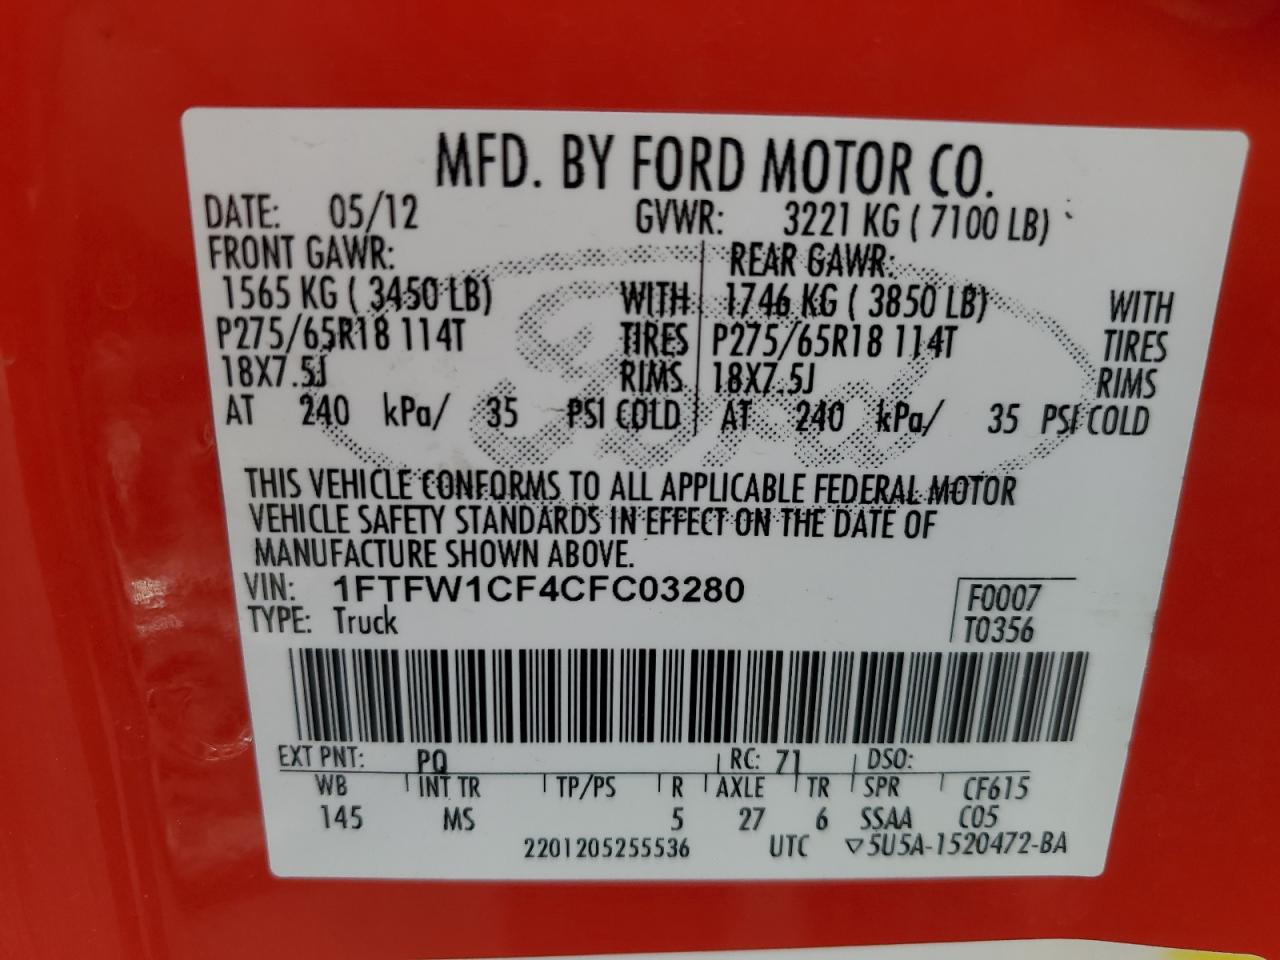 MFD. BY FORD MOTOR CO.
DATE: 05/12 GVWR: 3221 KG ( 7100 LB)
FRONT GAWR: REAR GAWR:
1565 KG ( 3450 LB) WITH 1746 KG ( 3850 LB) WITH
P275/65R18 114T TIRES P275/65R18 114T TIRES
18X7.5J RIMS 18X7.5J RIMS
AT 240 kPa/ 35 PSI COLD AT 240 kPa/ 35 PSI COLD
Ford
THIS VEHICLE CONFORMS TO ALL APPLICABLE FEDERAL MOTOR
VEHICLE SAFETY STANDARDS IN EFFECT ON THE DATE OF
MANUFACTURE SHOWN ABOVE.
VIN: 1FTFW1CF4CFC03280 F0007
TYPE: Truck T0356
EXT PNT: PQ RC: 71 DSO:
WB INT TR TP/PS R AXLE TR SPR CF615
145 MS 5 27 6 SSAA C05
2201205255536 UTC ▽5U5A-1520472-BA